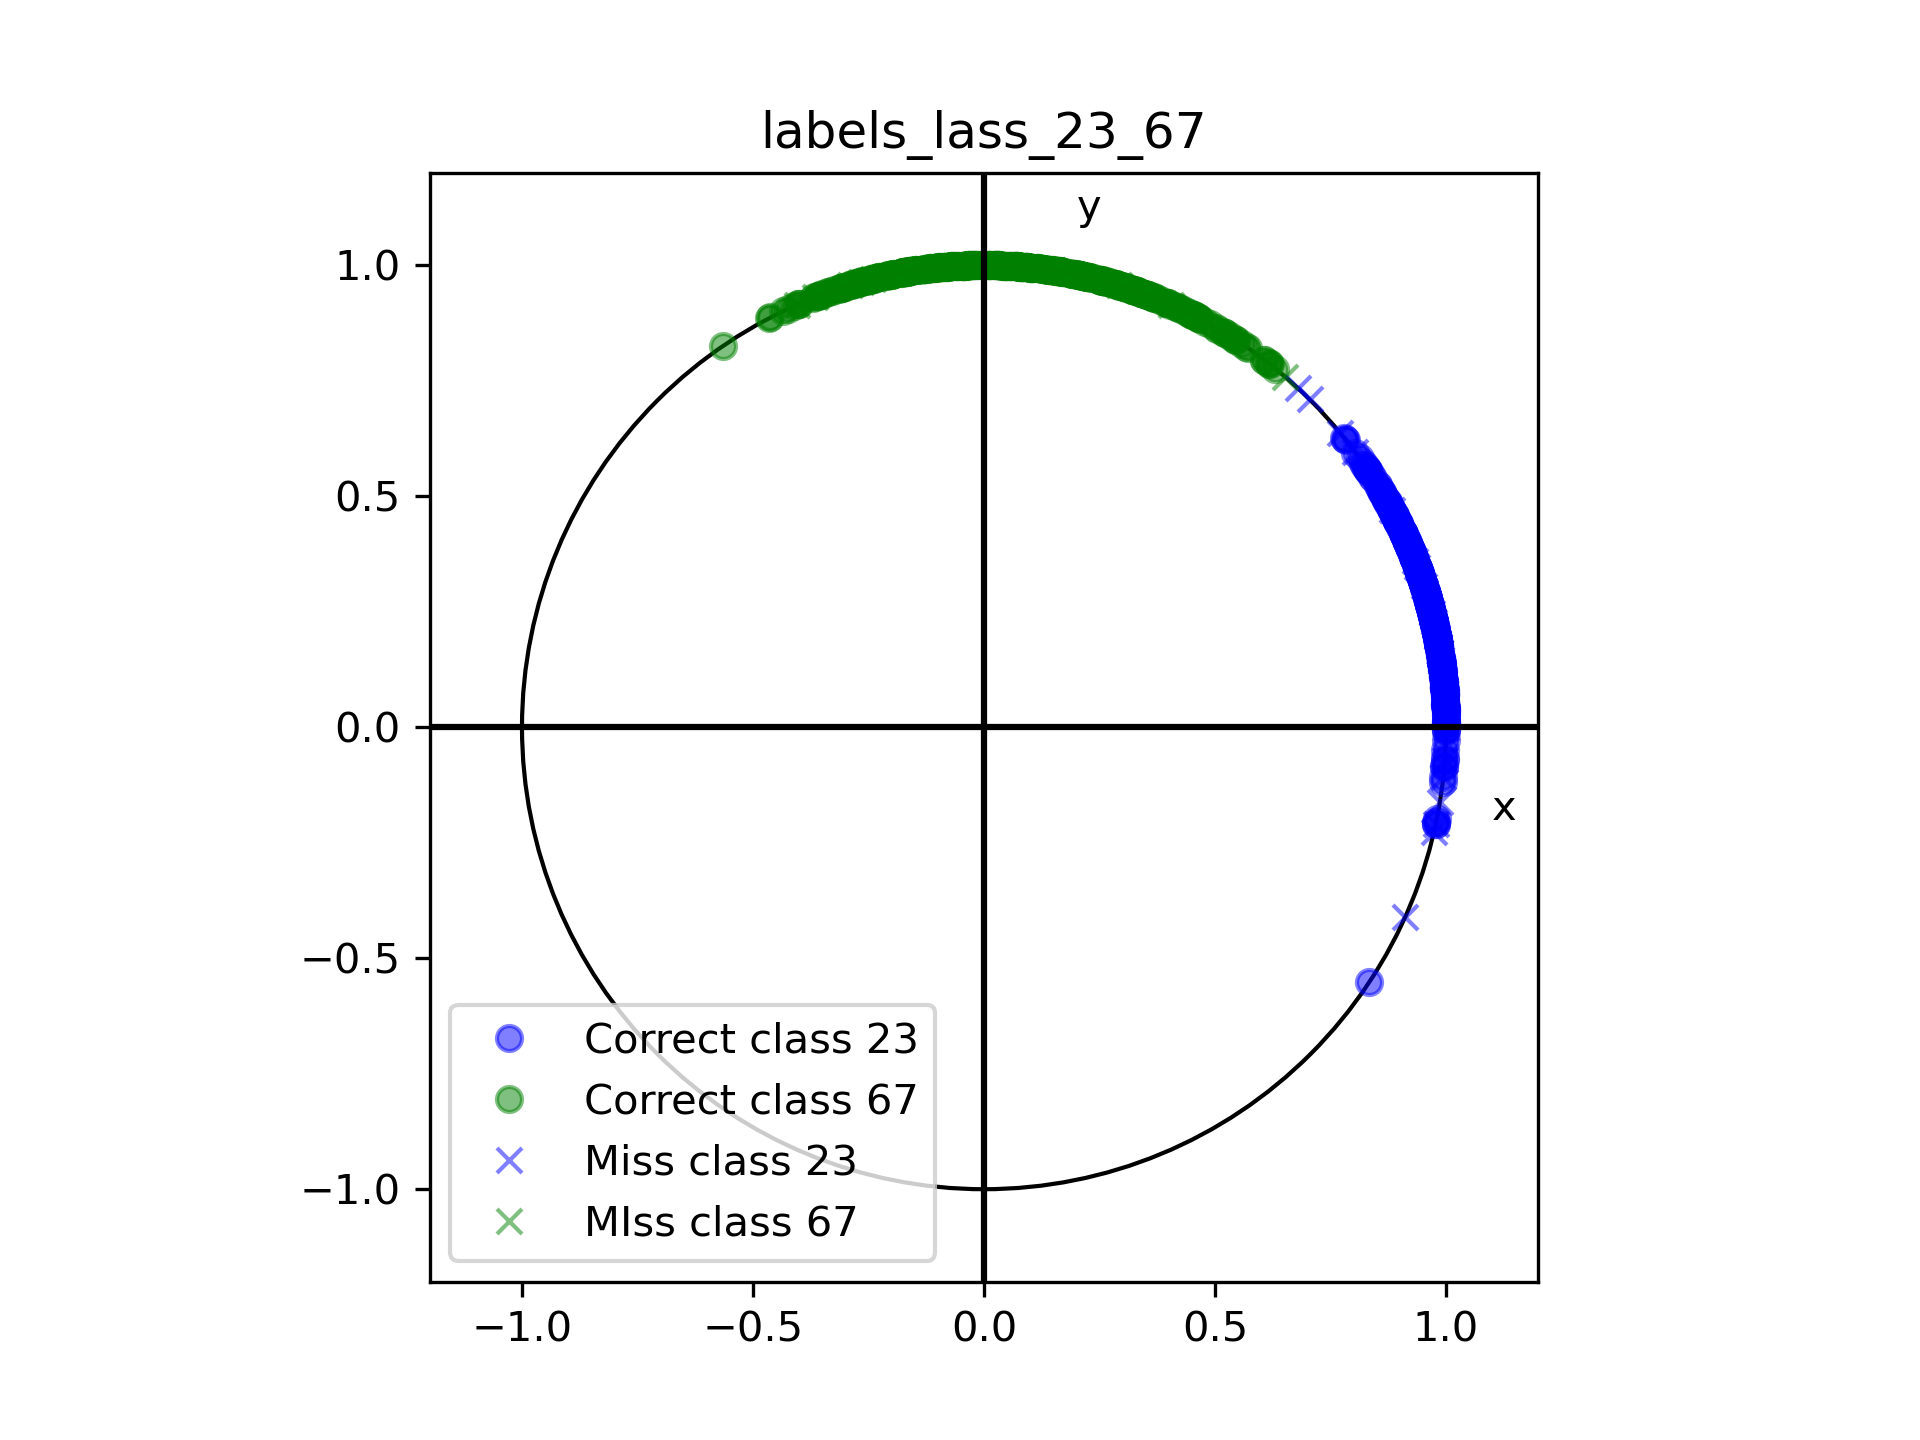 labels_lass_23_67
y
1.0
0.5
0.0
−0.5
−1.0
x
Correct class 23
Correct class 67
Miss class 23
MIss class 67
−1.0 −0.5 0.0 0.5 1.0